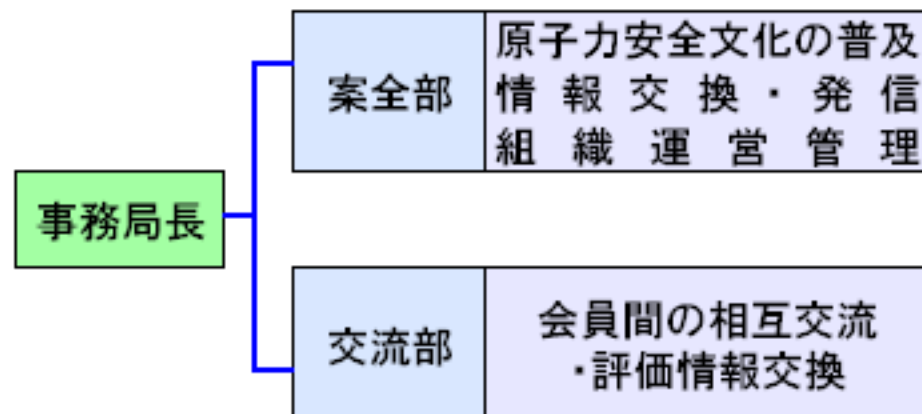 事務局長
案全部
原子力安全文化の普及
情報交換・発信
組織運営管理
交流部
会員間の相互交流
・評価情報交換